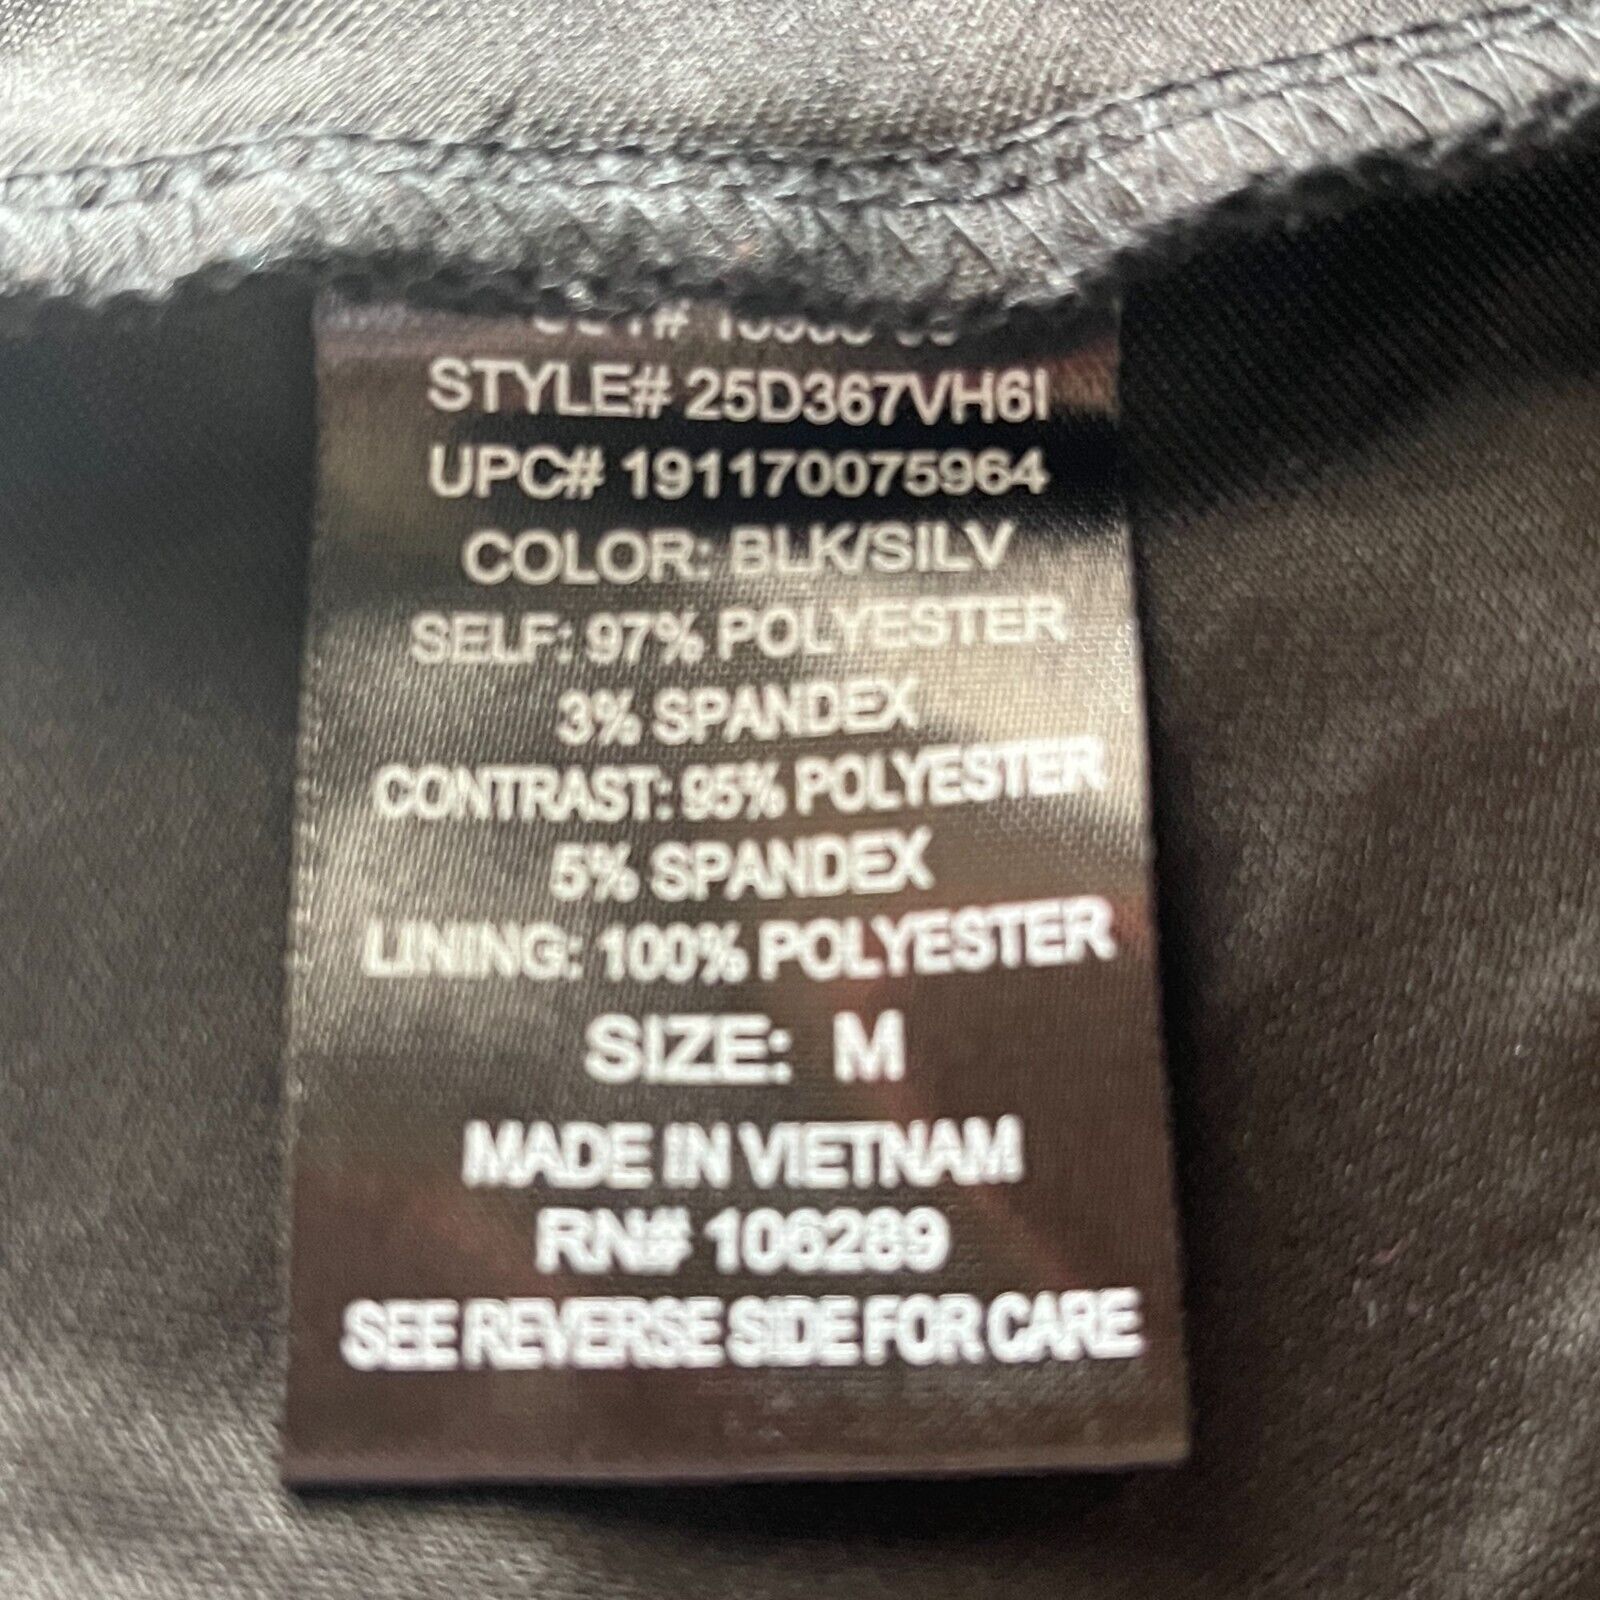 STYLE# 25D367VH6I
UPC# 191170075964
COLOR: BLK/SILV
SELF: 97% POLYESTER
3% SPANDEX
CONTRAST: 95% POLYESTER
5% SPANDEX
LINING: 100% POLYESTER
SIZE: M
MADE IN VIETNAM
RN# 106289
SEE REVERSE SIDE FOR CARE